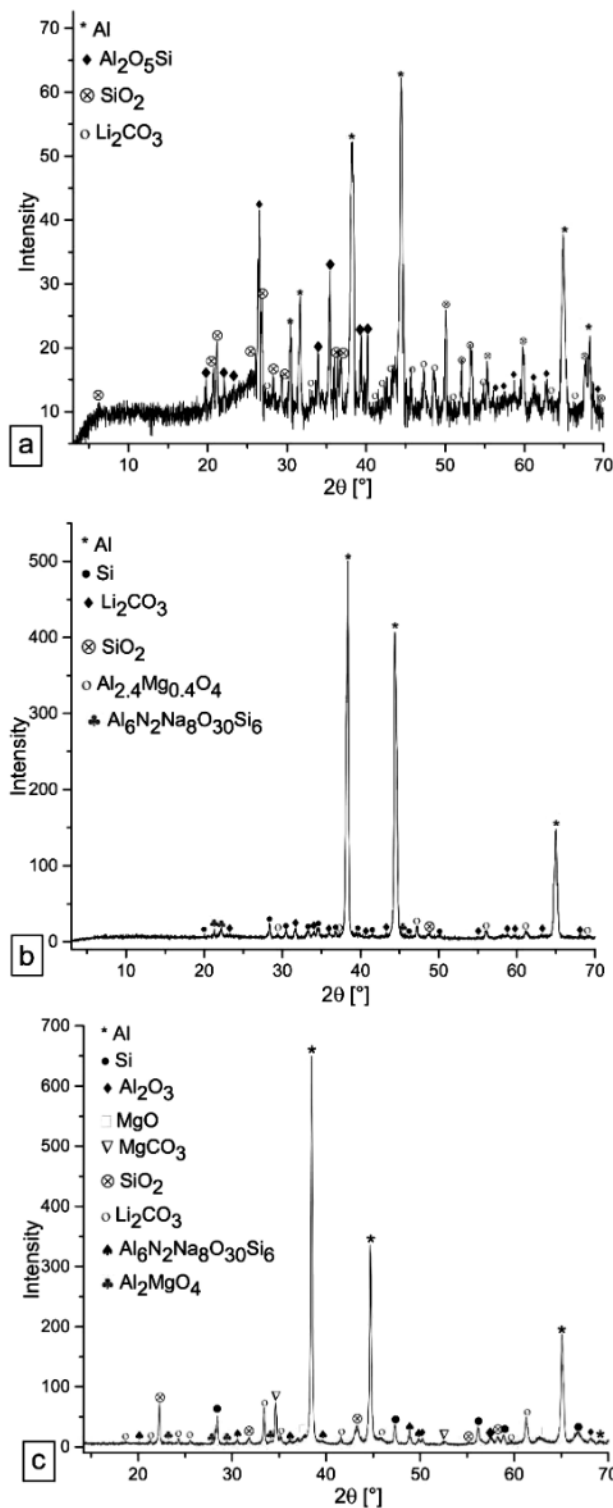 70
* Al
♦ Al₂O₅Si
60
⊗ SiO₂
○ Li₂CO₃
50
Intensity
40
30
20
10
a
10 20 30 40 50 60 70
2θ [°]
500
* Al
● Si
♦ Li₂CO₃
400
⊗ SiO₂
○ Al₂.₄Mg₀.₄O₄
300
♣ Al₆N₂Na₈O₃₀Si₆
Intensity
200
100
0
b
10 20 30 40 50 60 70
2θ [°]
700
* Al
● Si
600
♦ Al₂O₃
□ MgO
500
▽ MgCO₃
⊗ SiO₂
400
○ Li₂CO₃
♠ Al₆N₂Na₈O₃₀Si₆
300
♣ Al₂MgO₄
Intensity
200
100
0
c
20 30 40 50 60 70
2θ [°]